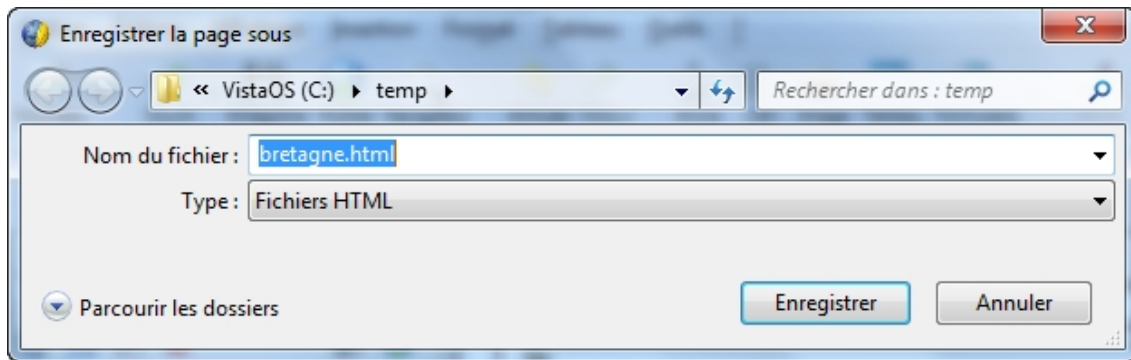 Enregistrer la page sous
« VistaOS (C:) temp Rechercher dans : temp
Nom du fichier : bretagne.html
Type : Fichiers HTML
Parcourir les dossiers Enregistrer Annuler